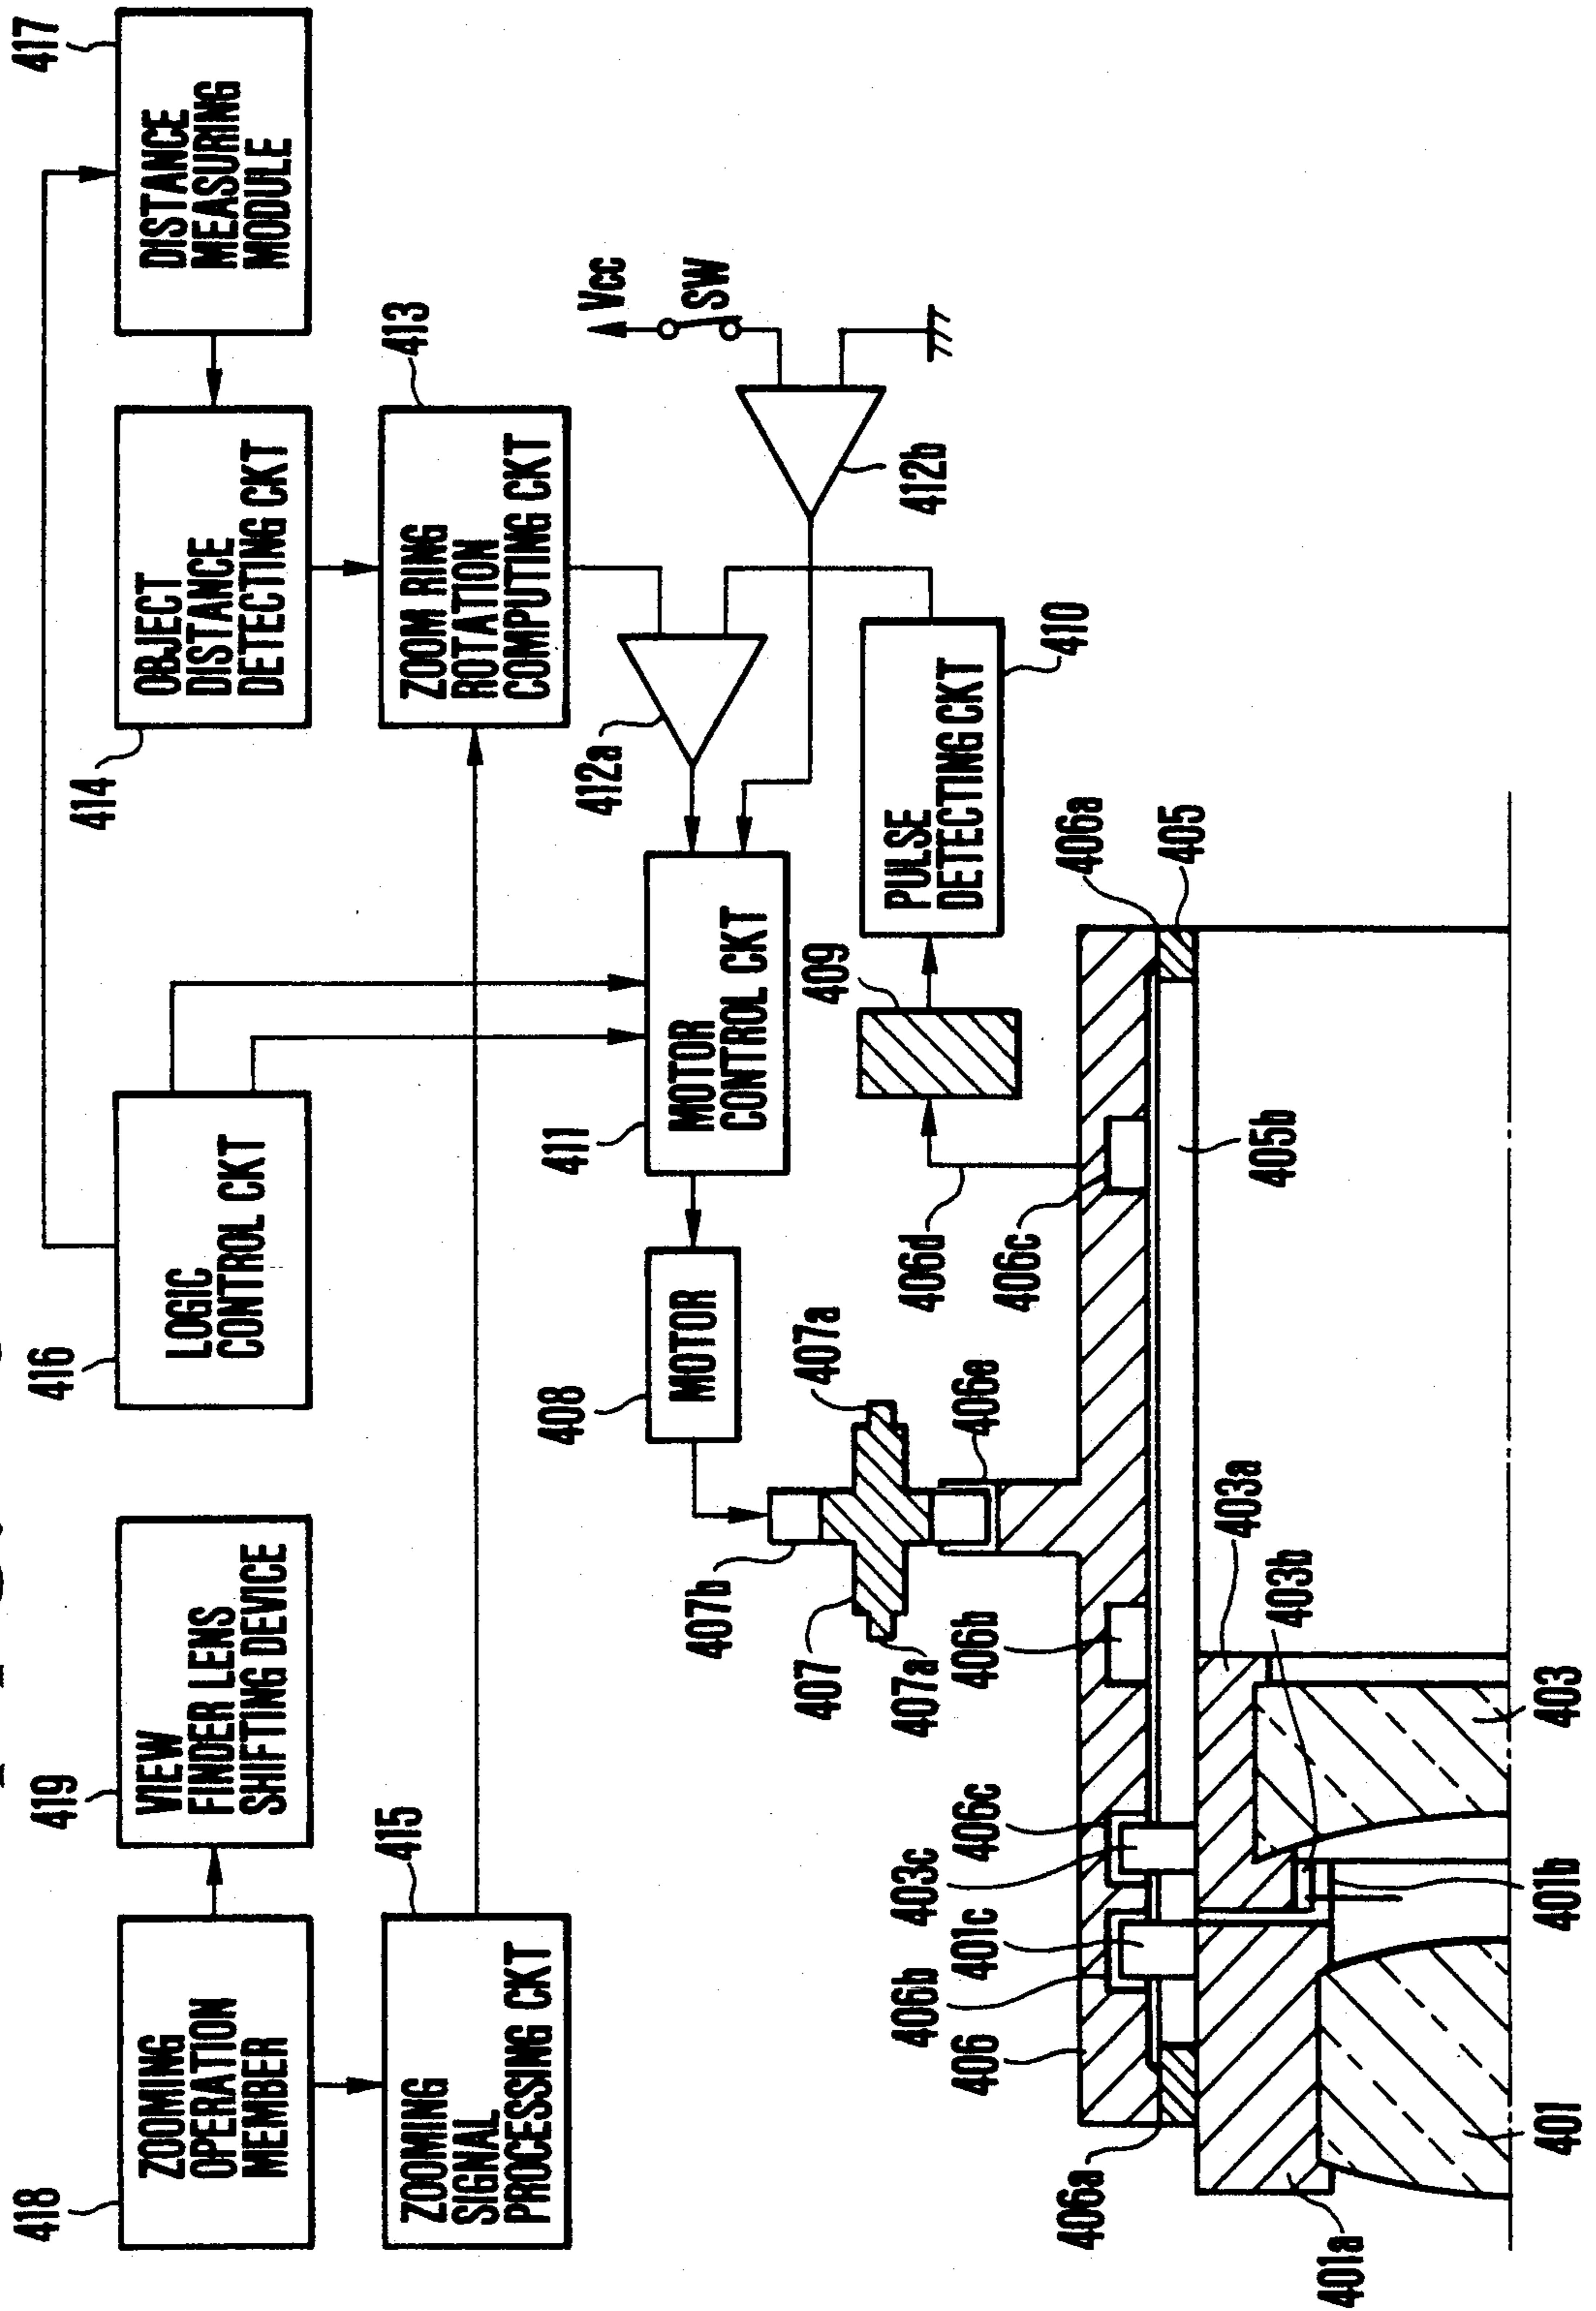 418
ZOOMING
OPERATION
MEMBER
419
VIEW
FINDER LENS
SHIFTING DEVICE
416
LOGIC
CONTROL CKT
414
OBJECT
DISTANCE
DETECTING CKT
417
DISTANCE
MEASURING
MODULE
415
ZOOMING
SIGNAL
PROCESSING CKT
413
ZOOM RING
ROTATION
COMPUTING CKT
408
MOTOR
411
MOTOR
CONTROL CKT
412a
Vcc
SW
412b
407b
407
407a
407a
409
PULSE
DETECTING CKT
410
406
406b
401c
403c
406c
406b
406e
406d
406c
406a
405
406a
401a
401
401b
403
403b
403a
405b